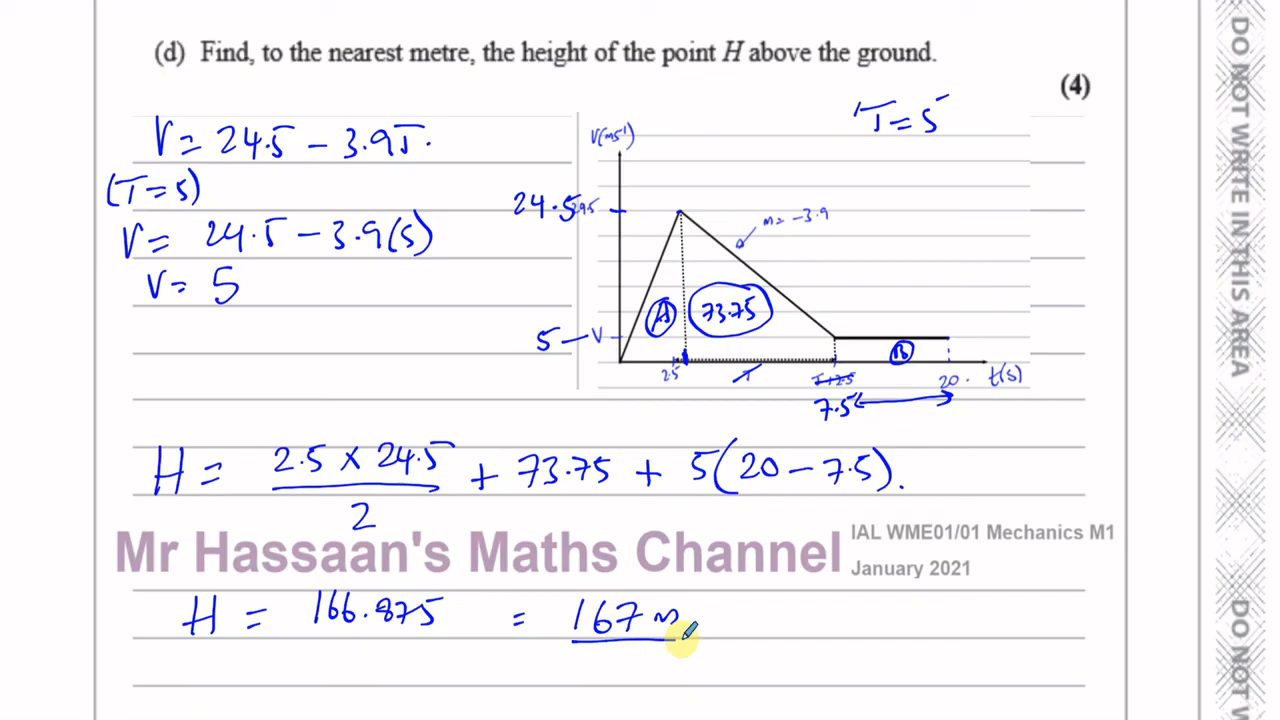 (d) Find, to the nearest metre, the height of the point H above the ground.
(4)
V = 24.5 - 3.9T.
(T = 5)
V = 24.5 - 3.9(5)
V = 5
T = 5
V(ms⁻¹)
24.5
m = -3.9
A
73.75
5
V
B
2.5
T
T+2.5
20
t(s)
7.5
H = 2.5 × 24.5 / 2 + 73.75 + 5(20 - 7.5).
Mr Hassaan's Maths Channel
IAL WME01/01 Mechanics M1
January 2021
H = 166.875 = 167 m
DO NOT WRITE IN THIS AREA
DO NOT